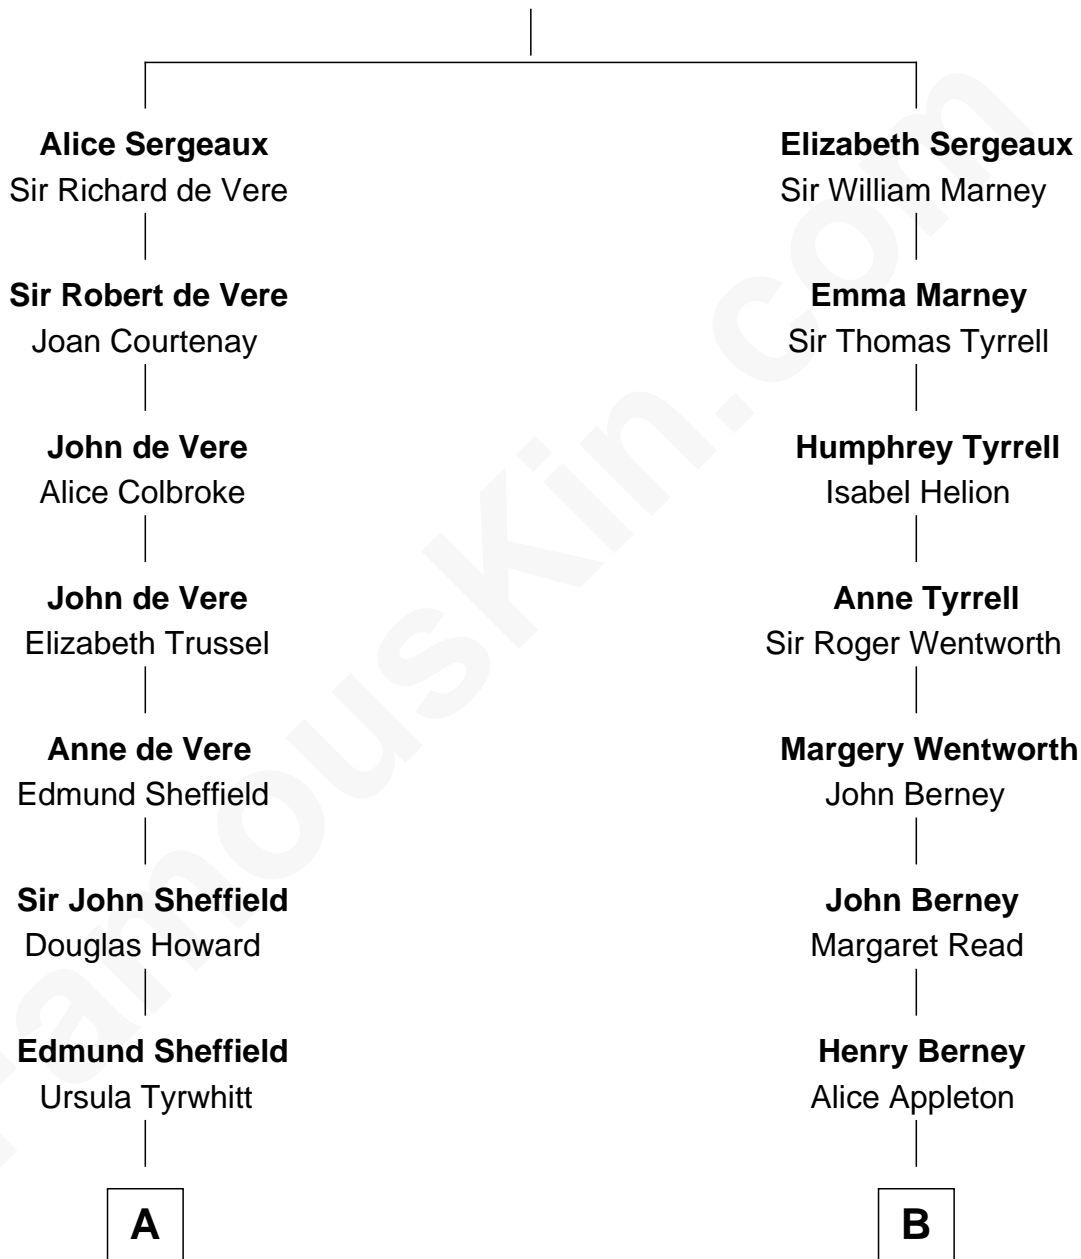 Alice Sergeaux
Sir Richard de Vere
Sir Robert de Vere
Joan Courtenay
John de Vere
Alice Colbroke
John de Vere
Elizabeth Trussel
Anne de Vere
Edmund Sheffield
Sir John Sheffield
Douglas Howard
Edmund Sheffield
Ursula Tyrwhitt
A
Elizabeth Sergeaux
Sir William Marney
Emma Marney
Sir Thomas Tyrrell
Humphrey Tyrrell
Isabel Helion
Anne Tyrrell
Sir Roger Wentworth
Margery Wentworth
John Berney
John Berney
Margaret Read
Henry Berney
Alice Appleton
B
FamousKin.com